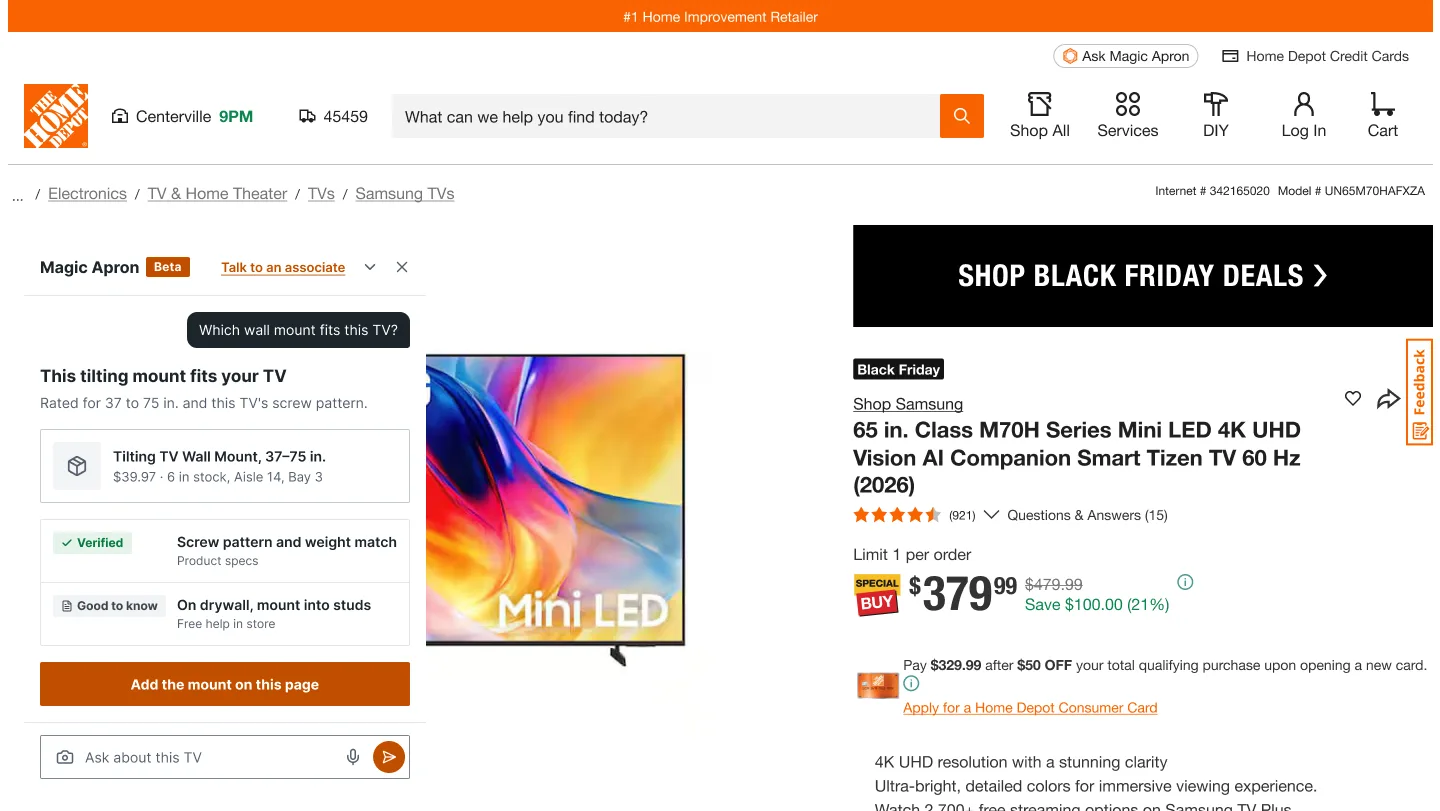 #1 Home Improvement Retailer
Ask Magic Apron
Home Depot Credit Cards
THE HOME DEPOT
Centerville 9PM
45459
What can we help you find today?
Shop All
Services
DIY
Log In
Cart
... / Electronics / TV & Home Theater / TVs / Samsung TVs
Internet # 342165020 Model # UN65M70HAFXZA
Magic Apron Beta Talk to an associate
Which wall mount fits this TV?
This tilting mount fits your TV
Rated for 37 to 75 in. and this TV's screw pattern.
Tilting TV Wall Mount, 37–75 in.
$39.97 · 6 in stock, Aisle 14, Bay 3
Verified
Screw pattern and weight match
Product specs
Good to know
On drywall, mount into studs
Free help in store
Add the mount on this page
Ask about this TV
Mini LED
SHOP BLACK FRIDAY DEALS
Feedback
Black Friday
Shop Samsung
65 in. Class M70H Series Mini LED 4K UHD
Vision AI Companion Smart Tizen TV 60 Hz
(2026)
(921) Questions & Answers (15)
Limit 1 per order
SPECIAL BUY
$379.99
$479.99
Save $100.00 (21%)
Pay $329.99 after $50 OFF your total qualifying purchase upon opening a new card.
Apply for a Home Depot Consumer Card
4K UHD resolution with a stunning clarity
Ultra-bright, detailed colors for immersive viewing experience.
Watch 2,700+ free streaming options on Samsung TV Plus